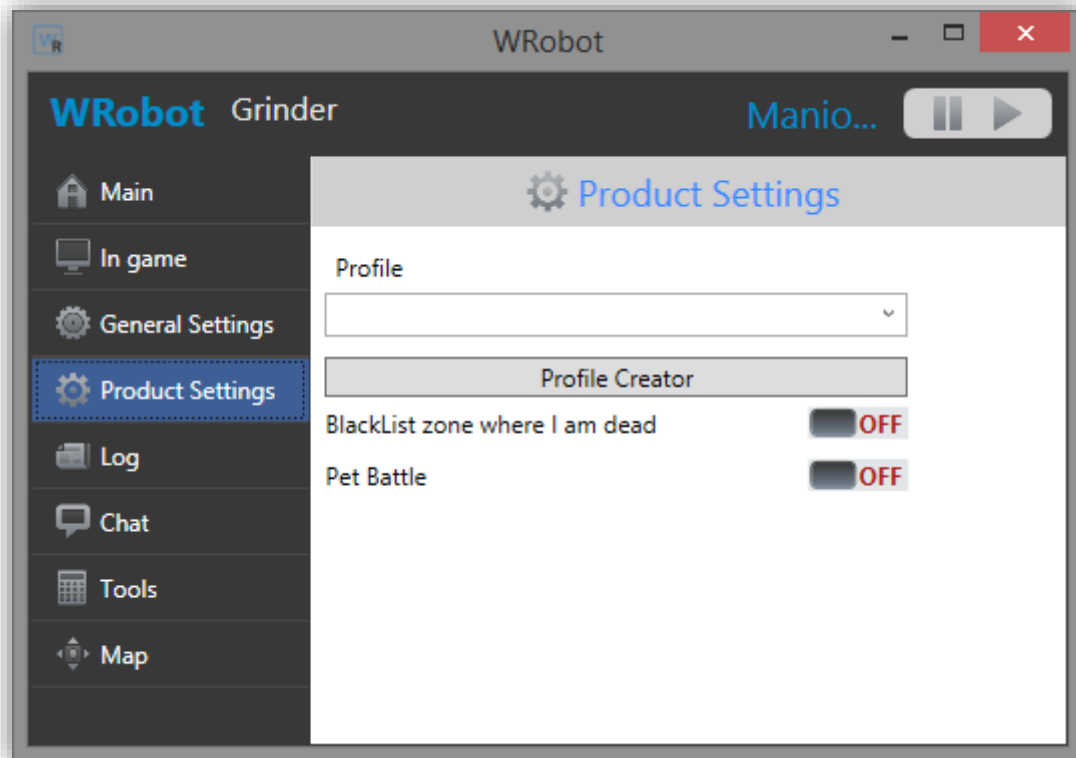 WR
WRobot
WRobot Grinder Manio...
Main
In game
General Settings
Product Settings
Log
Chat
Tools
Map
Product Settings
Profile
Profile Creator
BlackList zone where I am dead OFF
Pet Battle OFF